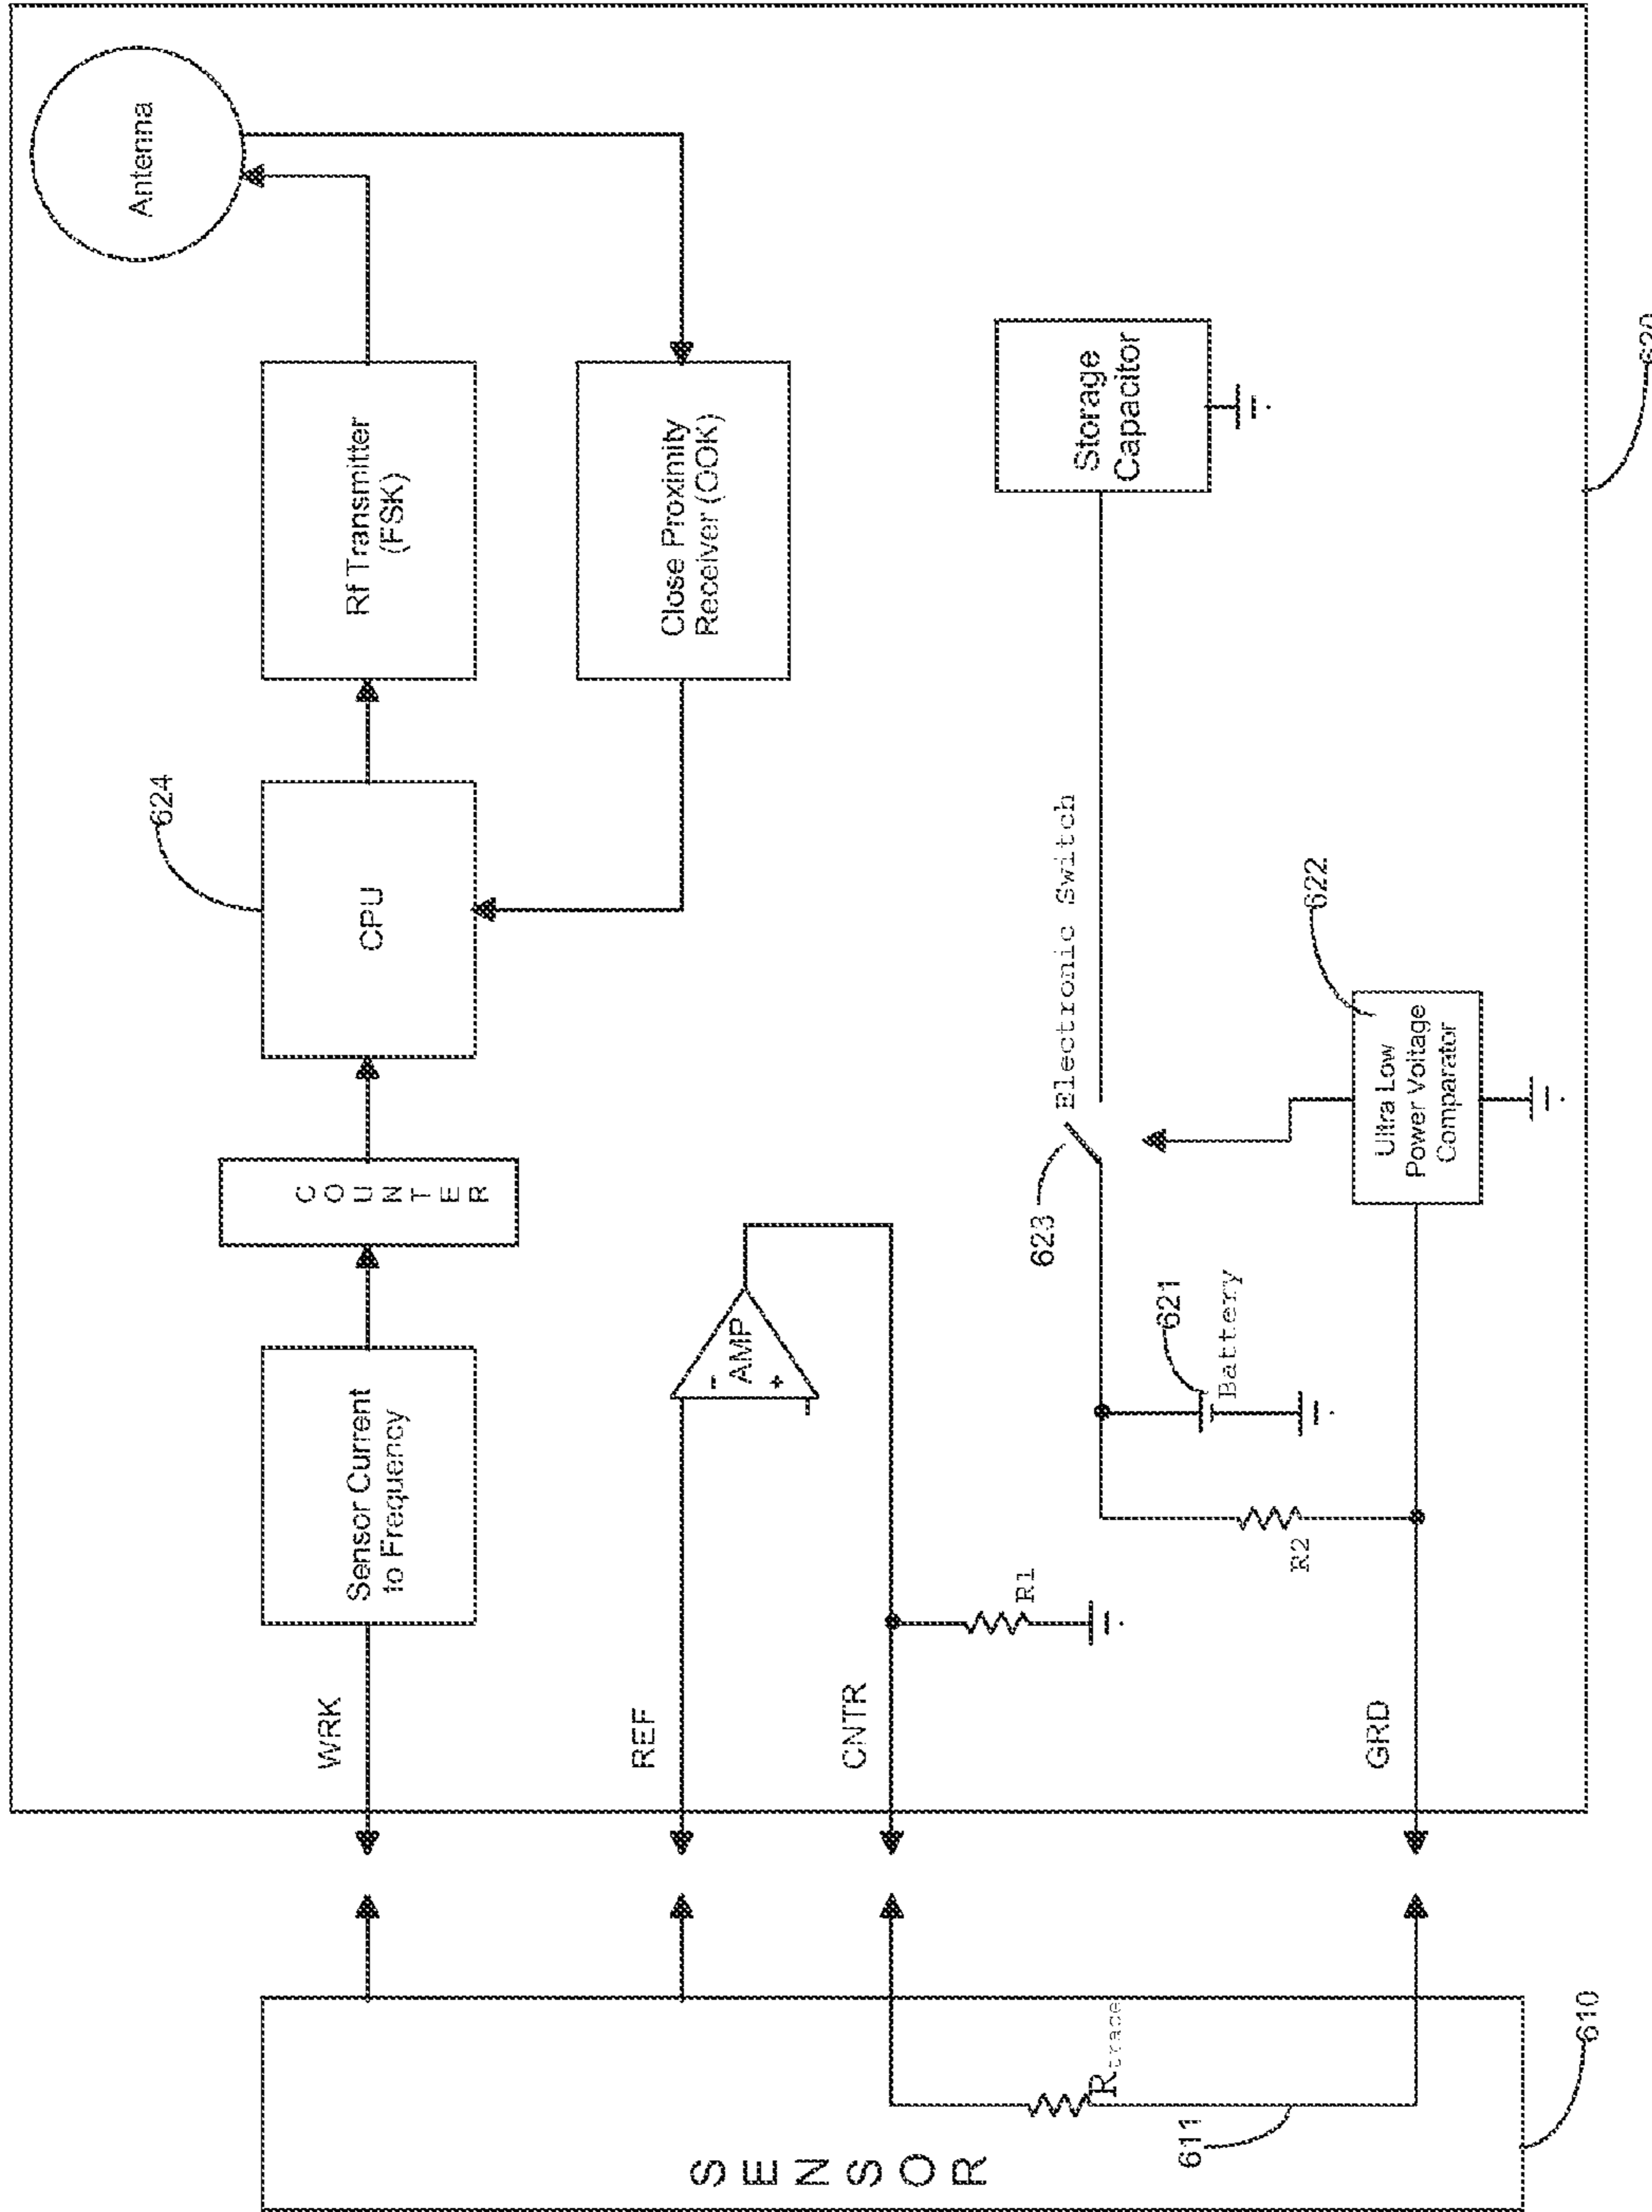 Antenna
624
Rf Transmitter
(FSK)
CPU
COUNTER
Sensor Current
to Frequency
WRK
Close Proximity
Receiver (OOK)
- AMP +
REF
CNTR
R1
Storage
Capacitor
Electronic Switch
623
621
Battery
R2
622
Ultra Low
Power Voltage
Comparator
GRD
620
SENSOR
Rtrace
611
610